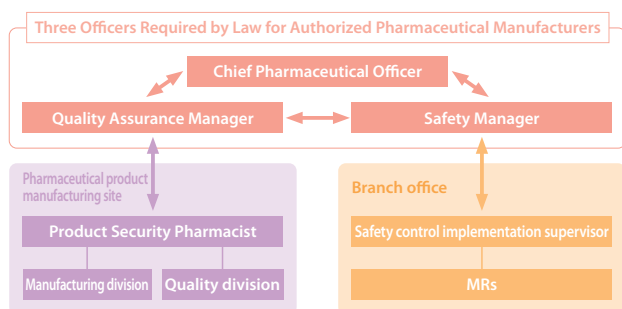 Three Officers Required by Law for Authorized Pharmaceutical Manufacturers
Chief Pharmaceutical Officer
Quality Assurance Manager
Safety Manager
Pharmaceutical product
manufacturing site
Product Security Pharmacist
Manufacturing division
Quality division
Branch office
Safety control implementation supervisor
MRs